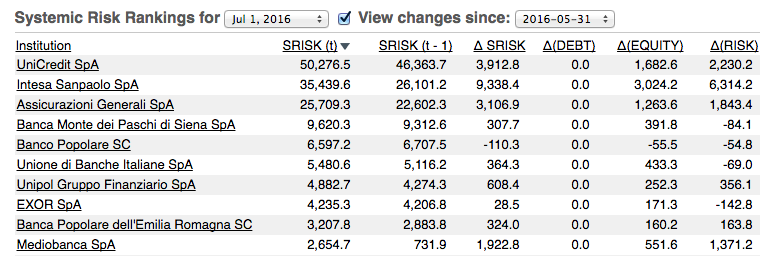 Systemic Risk Rankings for Jul 1, 2016 View changes since: 2016-05-31
Institution SRISK (t) SRISK (t - 1) Δ SRISK Δ(DEBT) Δ(EQUITY) Δ(RISK)
UniCredit SpA 50,276.5 46,363.7 3,912.8 0.0 1,682.6 2,230.2
Intesa Sanpaolo SpA 35,439.6 26,101.2 9,338.4 0.0 3,024.2 6,314.2
Assicurazioni Generali SpA 25,709.3 22,602.3 3,106.9 0.0 1,263.6 1,843.4
Banca Monte dei Paschi di Siena SpA 9,620.3 9,312.6 307.7 0.0 391.8 -84.1
Banco Popolare SC 6,597.2 6,707.5 -110.3 0.0 -55.5 -54.8
Unione di Banche Italiane SpA 5,480.6 5,116.2 364.3 0.0 433.3 -69.0
Unipol Gruppo Finanziario SpA 4,882.7 4,274.3 608.4 0.0 252.3 356.1
EXOR SpA 4,235.3 4,206.8 28.5 0.0 171.3 -142.8
Banca Popolare dell'Emilia Romagna SC 3,207.8 2,883.8 324.0 0.0 160.2 163.8
Mediobanca SpA 2,654.7 731.9 1,922.8 0.0 551.6 1,371.2